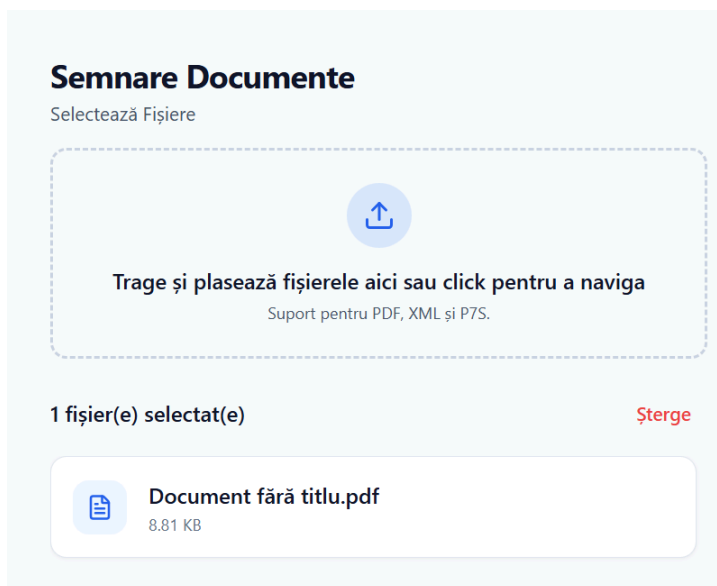 Semnare Documente
Selectează Fișiere
Trage și plasează fișierele aici sau click pentru a naviga
Suport pentru PDF, XML și P7S.
1 fișier(e) selectat(e)
Șterge
Document fără titlu.pdf
8.81 KB